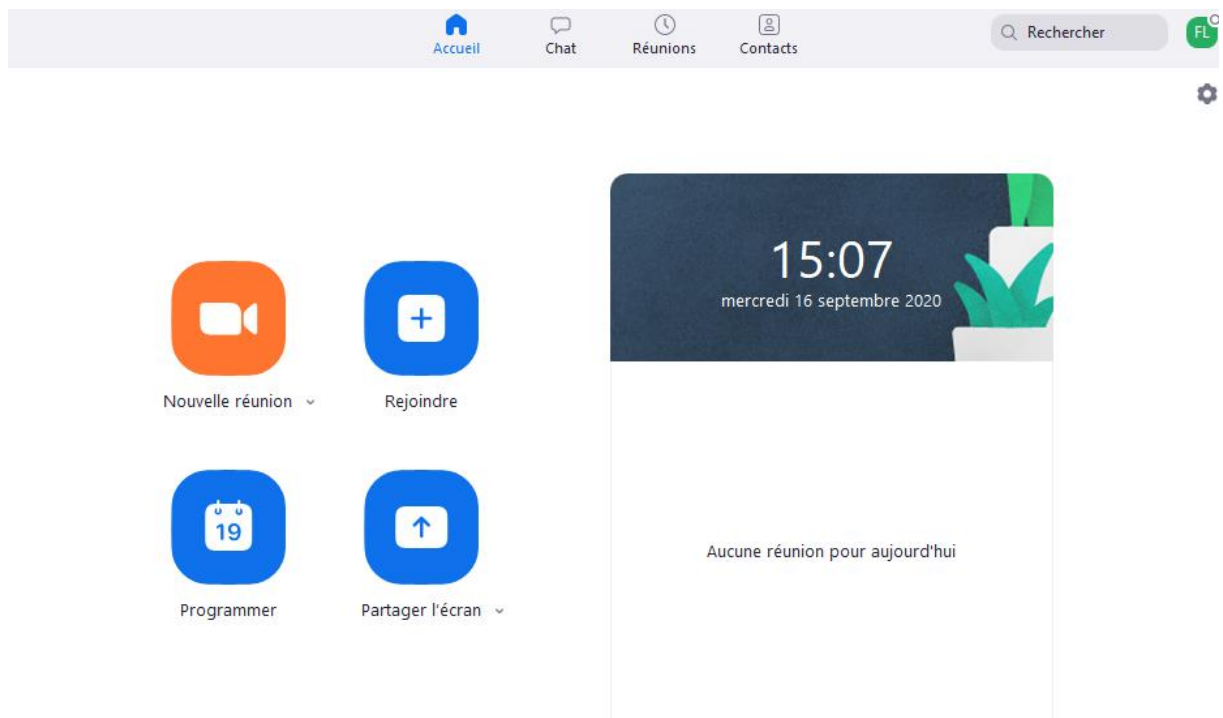 Accueil
Chat
Réunions
Contacts
Rechercher
FL
15:07
mercredi 16 septembre 2020
Nouvelle réunion
Rejoindre
19
Programmer
Partager l'écran
Aucune réunion pour aujourd'hui